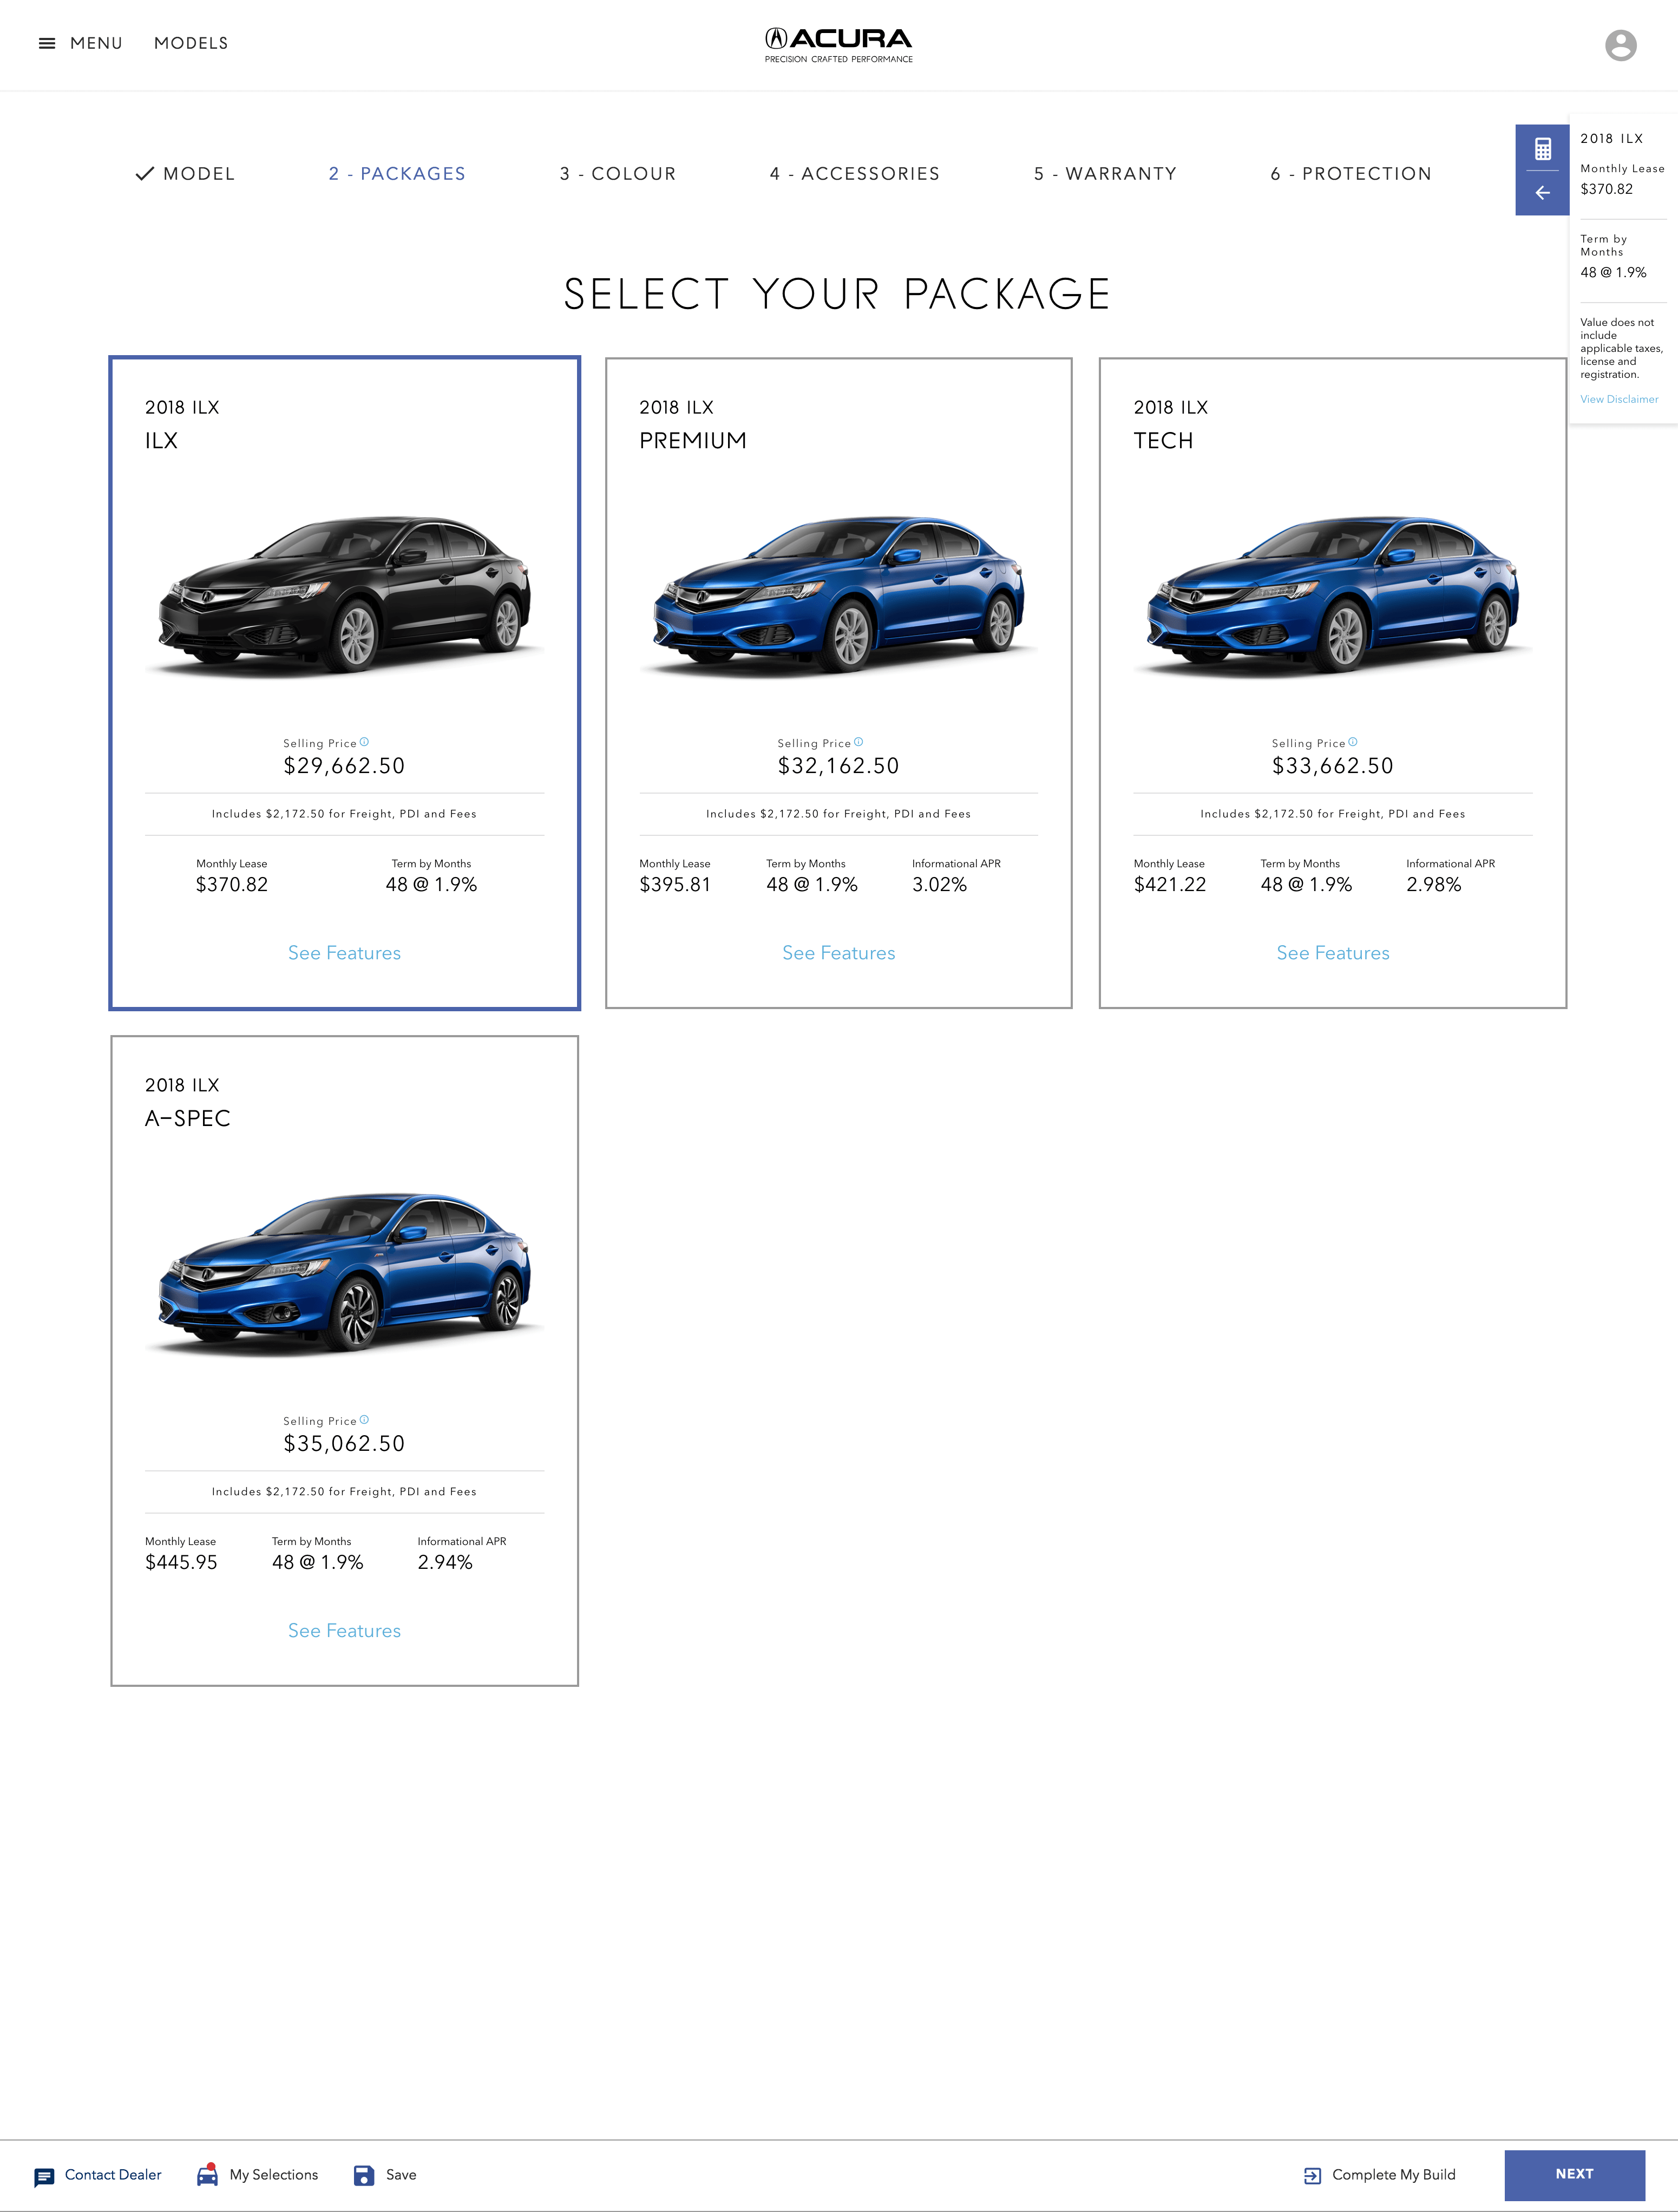 MENU MODELS
ACURA
PRECISION CRAFTED PERFORMANCE
MODEL 2 - PACKAGES 3 - COLOUR 4 - ACCESSORIES 5 - WARRANTY 6 - PROTECTION
2018 ILX
Monthly Lease
$370.82
Term by
Months
48 @ 1.9%
Value does not
include
applicable taxes,
license and
registration.
View Disclaimer
SELECT YOUR PACKAGE
2018 ILX
ILX
Selling Price
$29,662.50
Includes $2,172.50 for Freight, PDI and Fees
Monthly Lease Term by Months
$370.82 48 @ 1.9%
See Features
2018 ILX
PREMIUM
Selling Price
$32,162.50
Includes $2,172.50 for Freight, PDI and Fees
Monthly Lease Term by Months Informational APR
$395.81 48 @ 1.9% 3.02%
See Features
2018 ILX
TECH
Selling Price
$33,662.50
Includes $2,172.50 for Freight, PDI and Fees
Monthly Lease Term by Months Informational APR
$421.22 48 @ 1.9% 2.98%
See Features
2018 ILX
A-SPEC
Selling Price
$35,062.50
Includes $2,172.50 for Freight, PDI and Fees
Monthly Lease Term by Months Informational APR
$445.95 48 @ 1.9% 2.94%
See Features
Contact Dealer My Selections Save Complete My Build NEXT